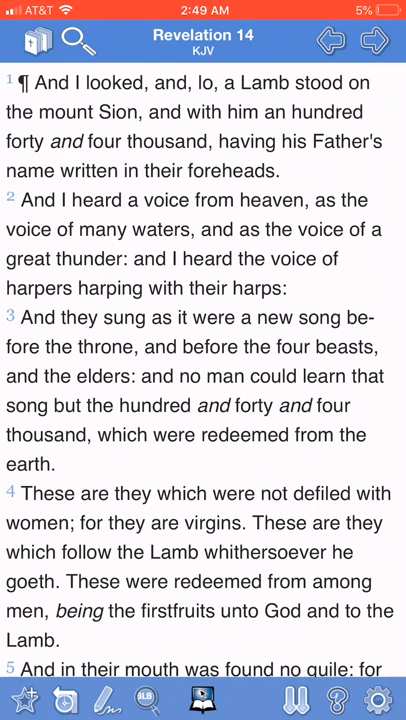 AT&T 2:49 AM 5%
Revelation 14
KJV
1 ¶ And I looked, and, lo, a Lamb stood on
the mount Sion, and with him an hundred
forty and four thousand, having his Father's
name written in their foreheads.
2 And I heard a voice from heaven, as the
voice of many waters, and as the voice of a
great thunder: and I heard the voice of
harpers harping with their harps:
3 And they sung as it were a new song be-
fore the throne, and before the four beasts,
and the elders: and no man could learn that
song but the hundred and forty and four
thousand, which were redeemed from the
earth.
4 These are they which were not defiled with
women; for they are virgins. These are they
which follow the Lamb whithersoever he
goeth. These were redeemed from among
men, being the firstfruits unto God and to the
Lamb.
5 And in their mouth was found no guile: for
BLB